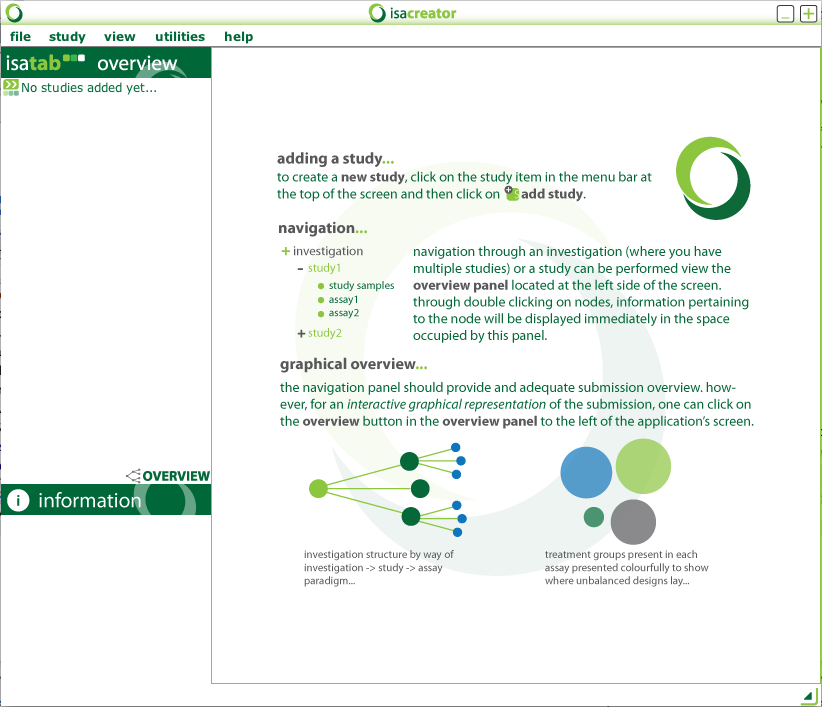 isacreator
file study view utilities help
isatab overview
No studies added yet...
adding a study...
to create a new study, click on the study item in the menu bar at
the top of the screen and then click on add study.
navigation...
+ investigation
– study1
study samples
assay1
assay2
+ study2
navigation through an investigation (where you have
multiple studies) or a study can be performed view the
overview panel located at the left side of the screen.
through double clicking on nodes, information pertaining
to the node will be displayed immediately in the space
occupied by this panel.
graphical overview...
the navigation panel should provide and adequate submission overview. how-
ever, for an interactive graphical representation of the submission, one can click on
the overview button in the overview panel to the left of the application's screen.
OVERVIEW
i information
investigation structure by way of
investigation -> study -> assay
paradigm...
treatment groups present in each
assay presented colourfully to show
where unbalanced designs lay...